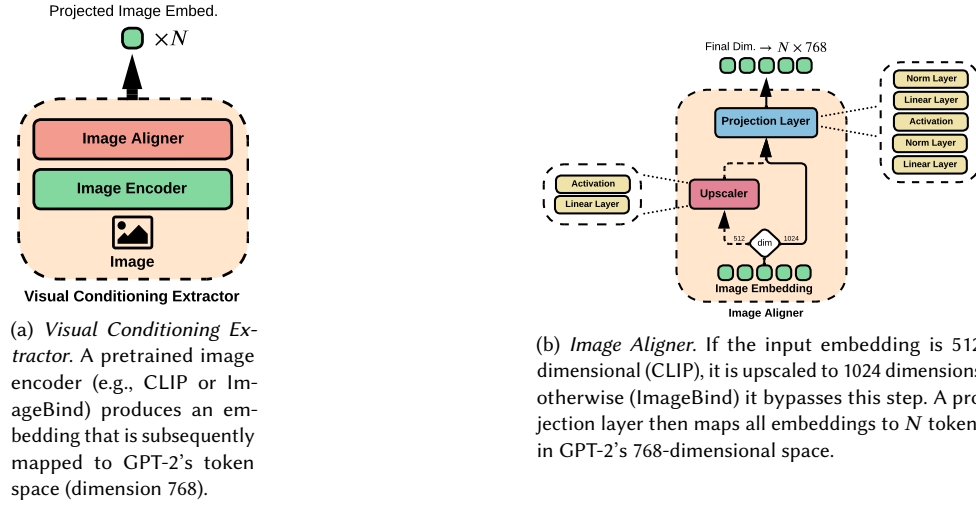 Projected Image Embed.
×N
Image Aligner
Image Encoder
Image
Visual Conditioning Extractor
(a) Visual Conditioning Ex-
tractor. A pretrained image
encoder (e.g., CLIP or Im-
ageBind) produces an em-
bedding that is subsequently
mapped to GPT-2's token
space (dimension 768).
Final Dim. → N × 768
Projection Layer
Norm Layer
Linear Layer
Activation
Norm Layer
Linear Layer
Activation
Linear Layer
Upscaler
512
dim
1024
Image Embedding
Image Aligner
(b) Image Aligner. If the input embedding is 512
dimensional (CLIP), it is upscaled to 1024 dimensions
otherwise (ImageBind) it bypasses this step. A pro
jection layer then maps all embeddings to N token
in GPT-2's 768-dimensional space.